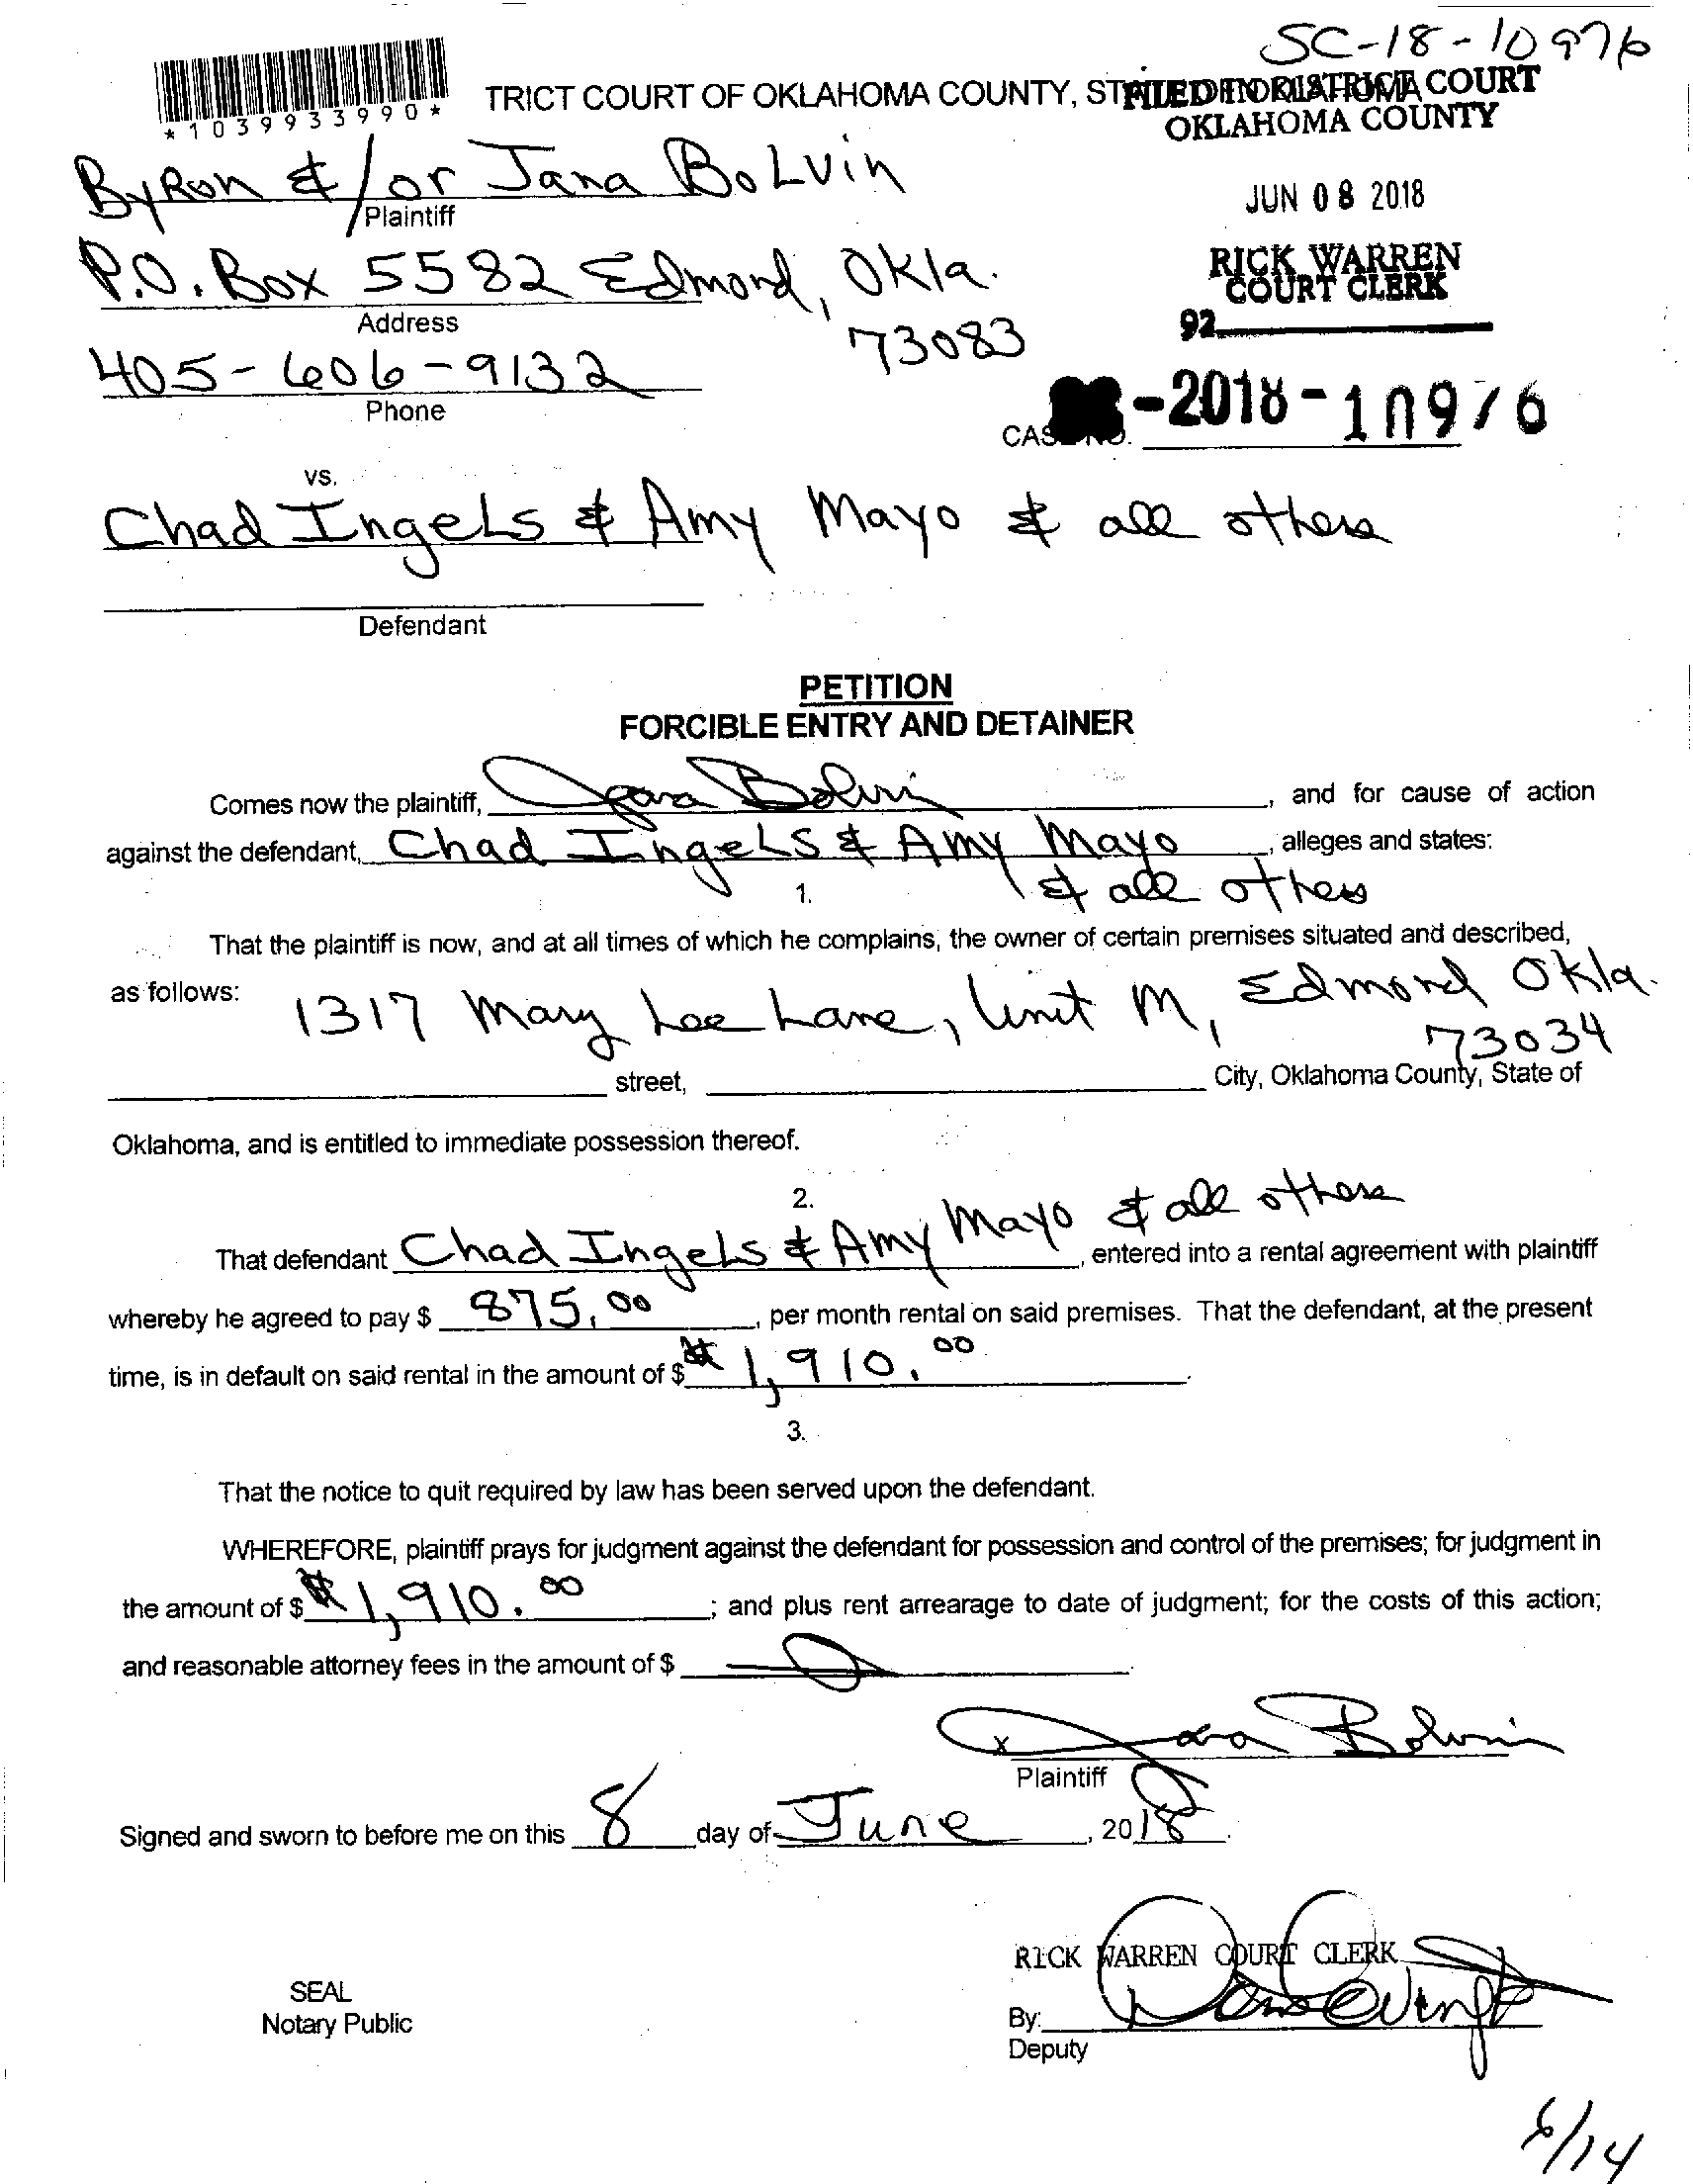 SC-18-10976
TRICT COURT OF OKLAHOMA COUNTY, STATE OF OKLAHOMA
FILED IN DISTRICT COURT
OKLAHOMA COUNTY
*1039933990*
Byron &/or Jana Bolvin
Plaintiff
JUN 08 2018
P.O. Box 5582 Edmond, Okla.
73083
Address
RICK WARREN
COURT CLERK
92
405-606-9132
Phone
CASE NO. -2018-10976
vs.
Chad Ingels & Amy Mayo & all others
Defendant
PETITION
FORCIBLE ENTRY AND DETAINER
Comes now the plaintiff, Jana Bolvin, and for cause of action
against the defendant, Chad Ingels & Amy Mayo, alleges and states:
& all others
1.
That the plaintiff is now, and at all times of which he complains, the owner of certain premises situated and described,
as follows: 1317 Mary Lee Lane, Unit M, Edmond Okla.
73034
street, City, Oklahoma County, State of
Oklahoma, and is entitled to immediate possession thereof.
2.
That defendant Chad Ingels & Amy Mayo & all others, entered into a rental agreement with plaintiff
whereby he agreed to pay $ 875.00, per month rental on said premises. That the defendant, at the present
time, is in default on said rental in the amount of $ $1,910.00.
3.
That the notice to quit required by law has been served upon the defendant.
WHEREFORE, plaintiff prays for judgment against the defendant for possession and control of the premises; for judgment in
the amount of $ $1,910.00; and plus rent arrearage to date of judgment; for the costs of this action;
and reasonable attorney fees in the amount of $
x Jana Bolvin
Plaintiff
Signed and sworn to before me on this 8 day of June, 2018.
RICK WARREN COURT CLERK
SEAL
Notary Public
By:
Deputy
6/14